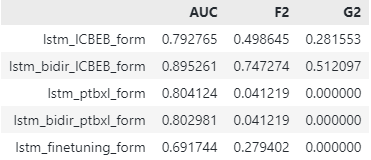 AUC F2 G2
lstm_ICBEB_form 0.792765 0.498645 0.281553
lstm_bidir_ICBEB_form 0.895261 0.747274 0.512097
lstm_ptbxl_form 0.804124 0.041219 0.000000
lstm_bidir_ptbxl_form 0.802981 0.041219 0.000000
lstm_finetuning_form 0.691744 0.279402 0.000000